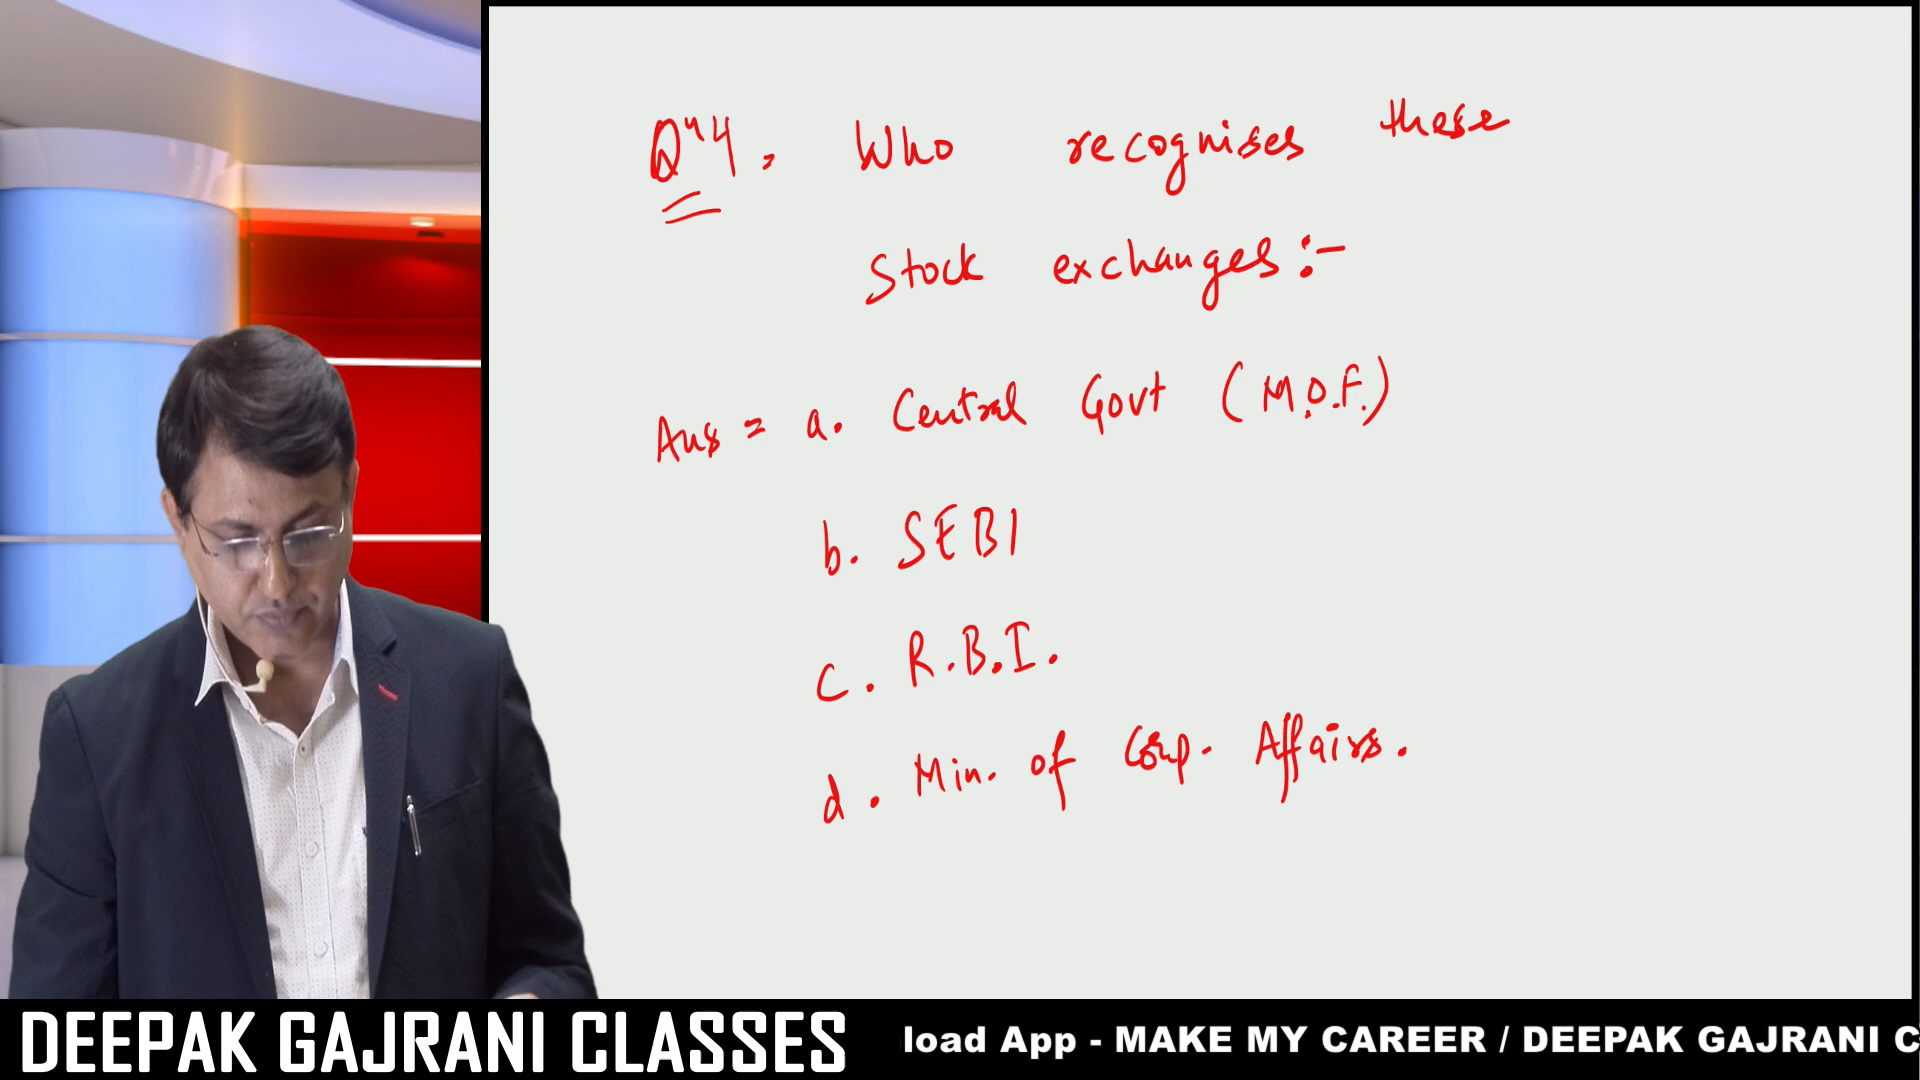 Qn4. Who recognises these
Stock exchanges :-
Ans = a. Central Govt (M.O.F.)
b. SEBI
c. R.B.I.
d. Min. of Corp. Affairs.
DEEPAK GAJRANI CLASSES
load App - MAKE MY CAREER / DEEPAK GAJRANI C